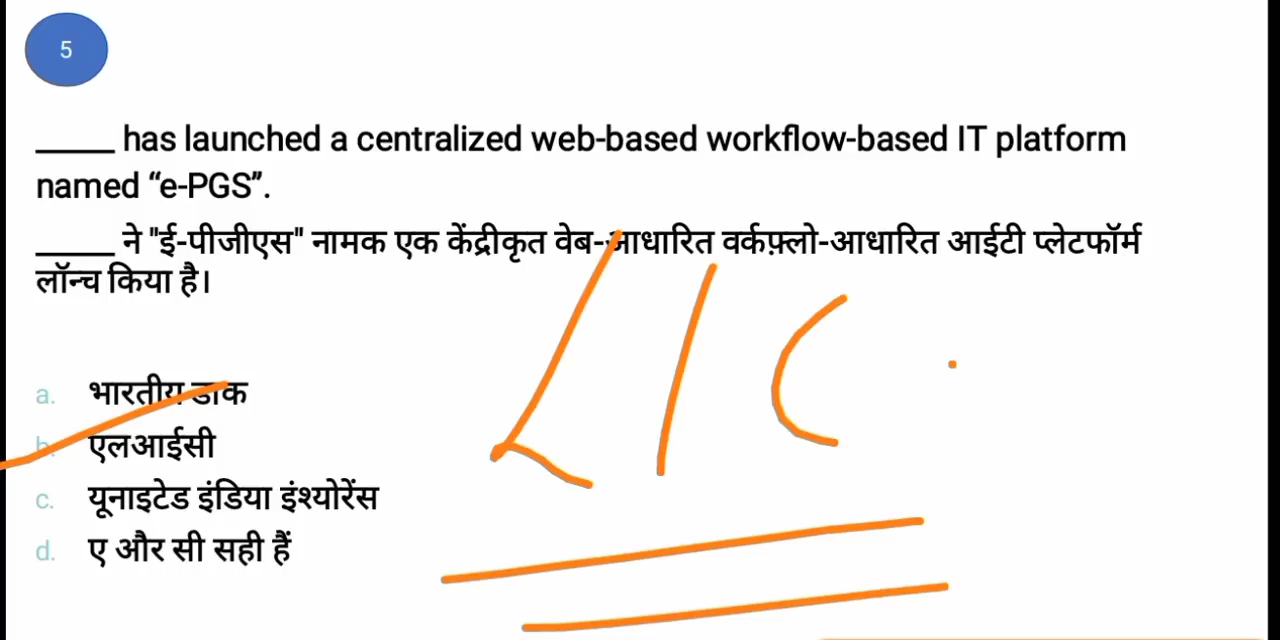 5
_____ has launched a centralized web-based workflow-based IT platform
named “e-PGS”.
_____ ने "ई-पीजीएस" नामक एक केंद्रीकृत वेब-आधारित वर्कफ़्लो-आधारित आईटी प्लेटफॉर्म
लॉन्च किया है।
LIC
a. भारतीय डाक
b. एलआईसी
c. यूनाइटेड इंडिया इंश्योरेंस
d. ए और सी सही हैं